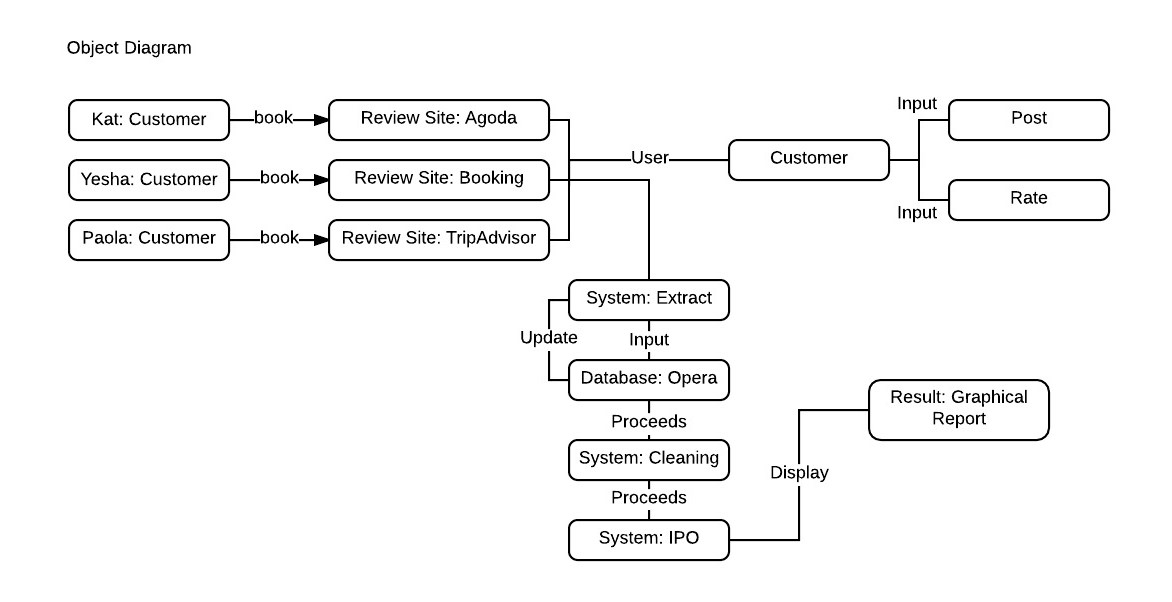 Object Diagram
Kat: Customer
book
Review Site: Agoda
Input
Post
Yesha: Customer
book
Review Site: Booking
User
Customer
Rate
Input
Paola: Customer
book
Review Site: TripAdvisor
System: Extract
Update
Input
Database: Opera
Proceeds
System: Cleaning
Proceeds
System: IPO
Display
Result: Graphical
Report